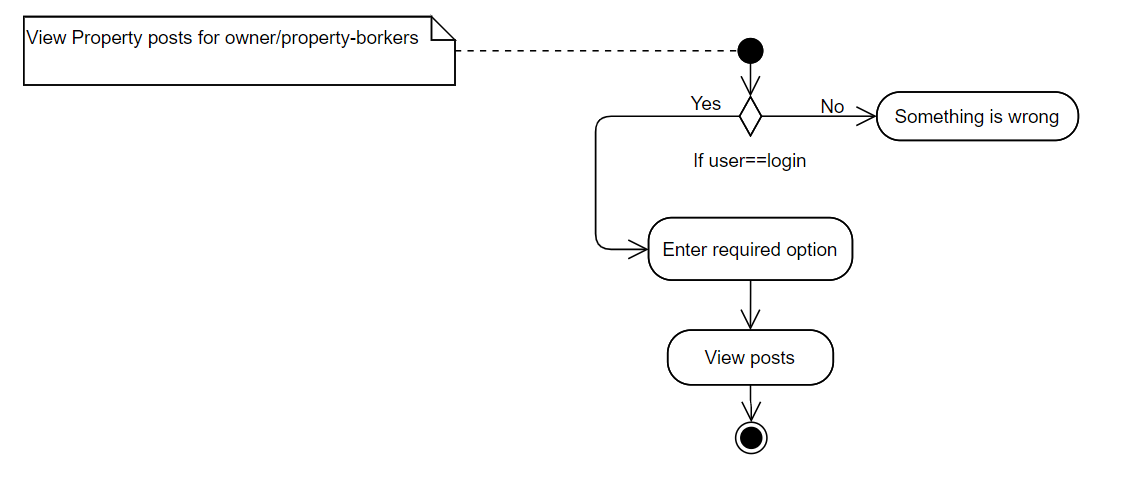 View Property posts for owner/property-borkers
Yes
No
Something is wrong
If user==login
Enter required option
View posts